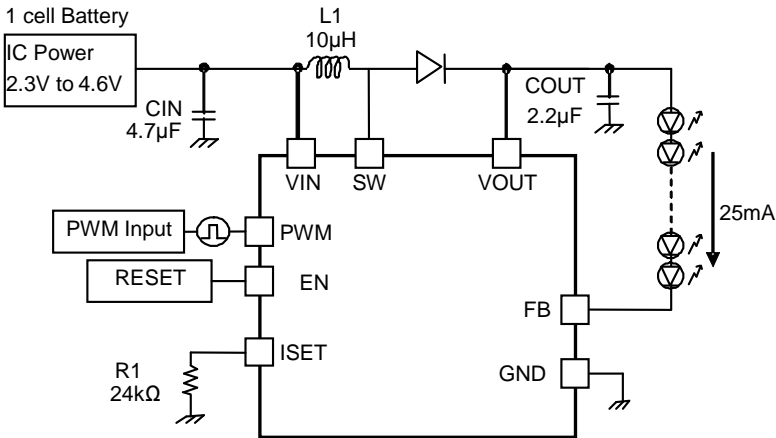 1 cell Battery
IC Power
2.3V to 4.6V
L1
10µH
CIN
4.7µF
COUT
2.2µF
VIN
SW
VOUT
25mA
PWM Input
PWM
RESET
EN
FB
ISET
R1
24kΩ
GND